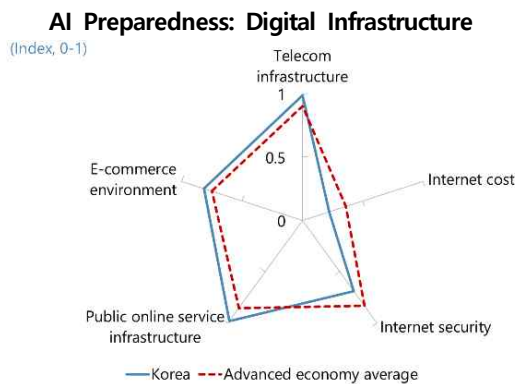 AI Preparedness: Digital Infrastructure
(Index, 0-1)
Telecom
infrastructure
1
0.5
0
E-commerce
environment
Internet cost
Public online service
infrastructure
Internet security
Korea
Advanced economy average